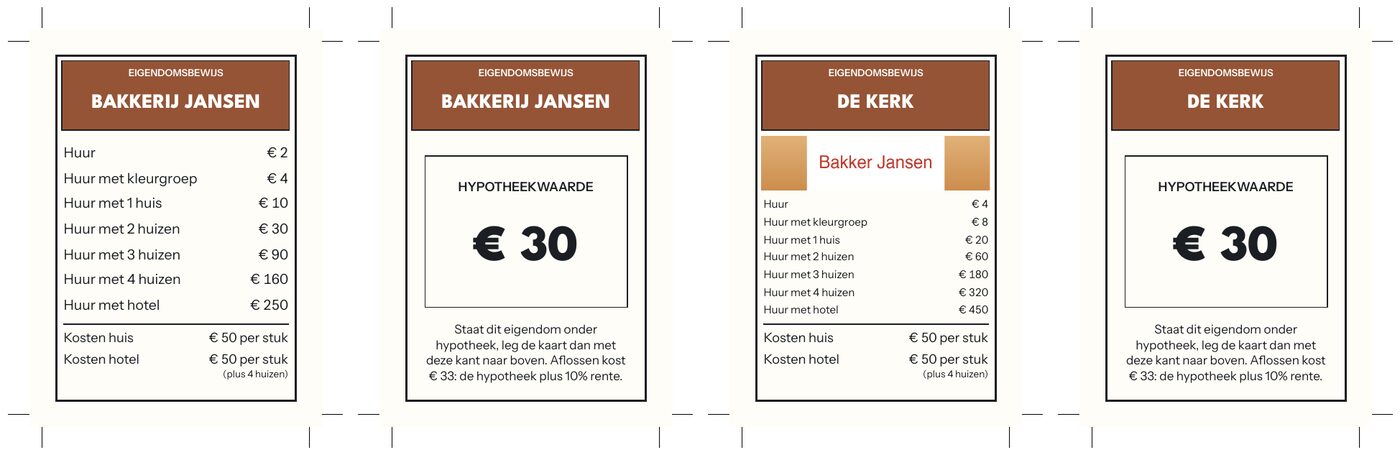 EIGENDOMSBEWIJS
BAKKERIJ JANSEN
Huur € 2
Huur met kleurgroep € 4
Huur met 1 huis € 10
Huur met 2 huizen € 30
Huur met 3 huizen € 90
Huur met 4 huizen € 160
Huur met hotel € 250
Kosten huis € 50 per stuk
Kosten hotel € 50 per stuk
(plus 4 huizen)
EIGENDOMSBEWIJS
BAKKERIJ JANSEN
HYPOTHEEKWAARDE
€ 30
Staat dit eigendom onder
hypotheek, leg de kaart dan met
deze kant naar boven. Aflossen kost
€ 33: de hypotheek plus 10% rente.
EIGENDOMSBEWIJS
DE KERK
Bakker Jansen
Huur € 4
Huur met kleurgroep € 8
Huur met 1 huis € 20
Huur met 2 huizen € 60
Huur met 3 huizen € 180
Huur met 4 huizen € 320
Huur met hotel € 450
Kosten huis € 50 per stuk
Kosten hotel € 50 per stuk
(plus 4 huizen)
EIGENDOMSBEWIJS
DE KERK
HYPOTHEEKWAARDE
€ 30
Staat dit eigendom onder
hypotheek, leg de kaart dan met
deze kant naar boven. Aflossen kost
€ 33: de hypotheek plus 10% rente.